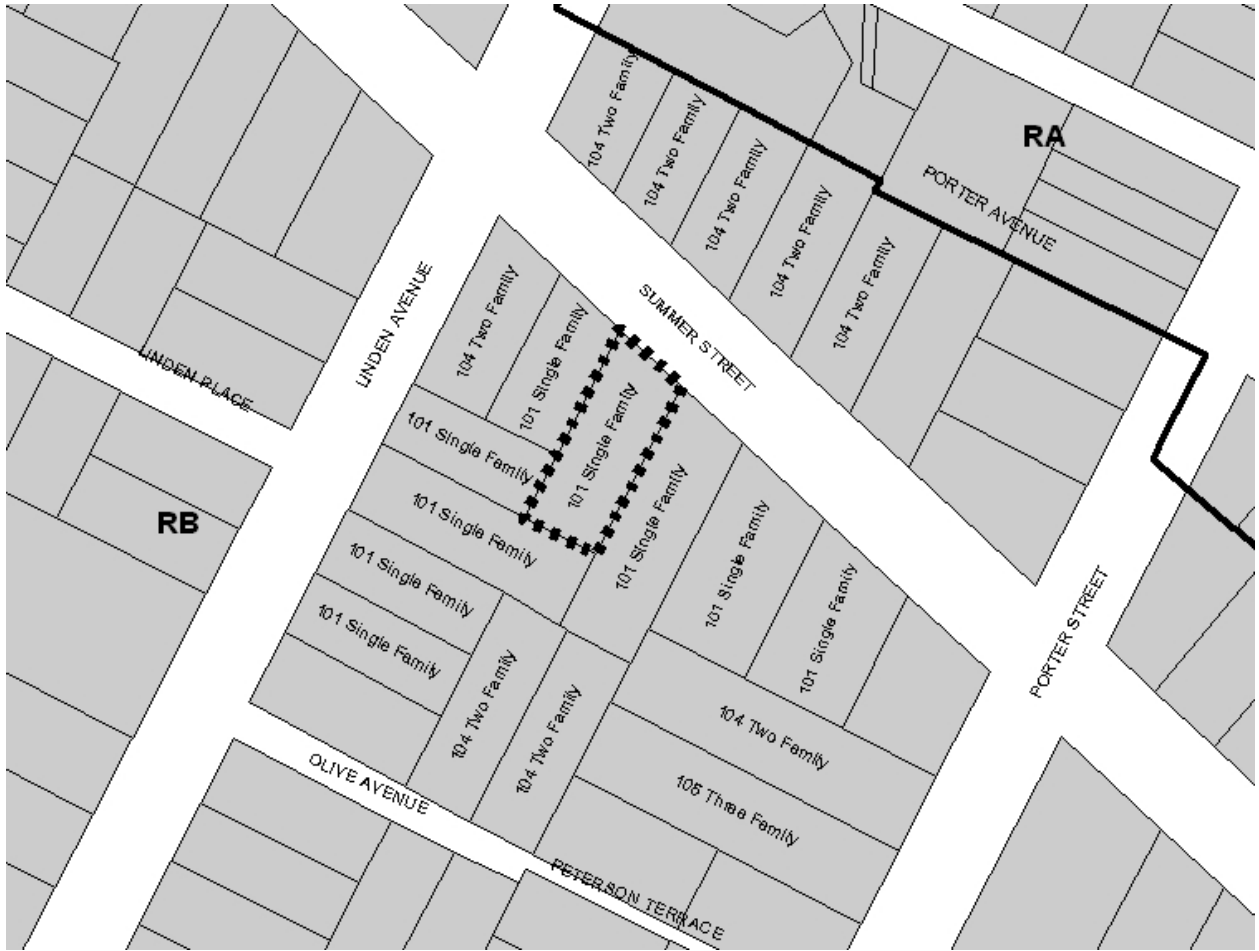 104 Two Family
104 Two Family
104 Two Family
104 Two Family
104 Two Family
RA
PORTER AVENUE
SUMMER STREET
LINDEN AVENUE
LINDEN PLACE
104 Two Family
101 Single Family
101 Single Family
101 Single Family
101 Single Family
101 Single Family
101 Single Family
101 Single Family
RB
101 Single Family
101 Single Family
PORTER STREET
104 Two Family
104 Two Family
104 Two Family
105 Three Family
OLIVE AVENUE
PETERSON TERRACE